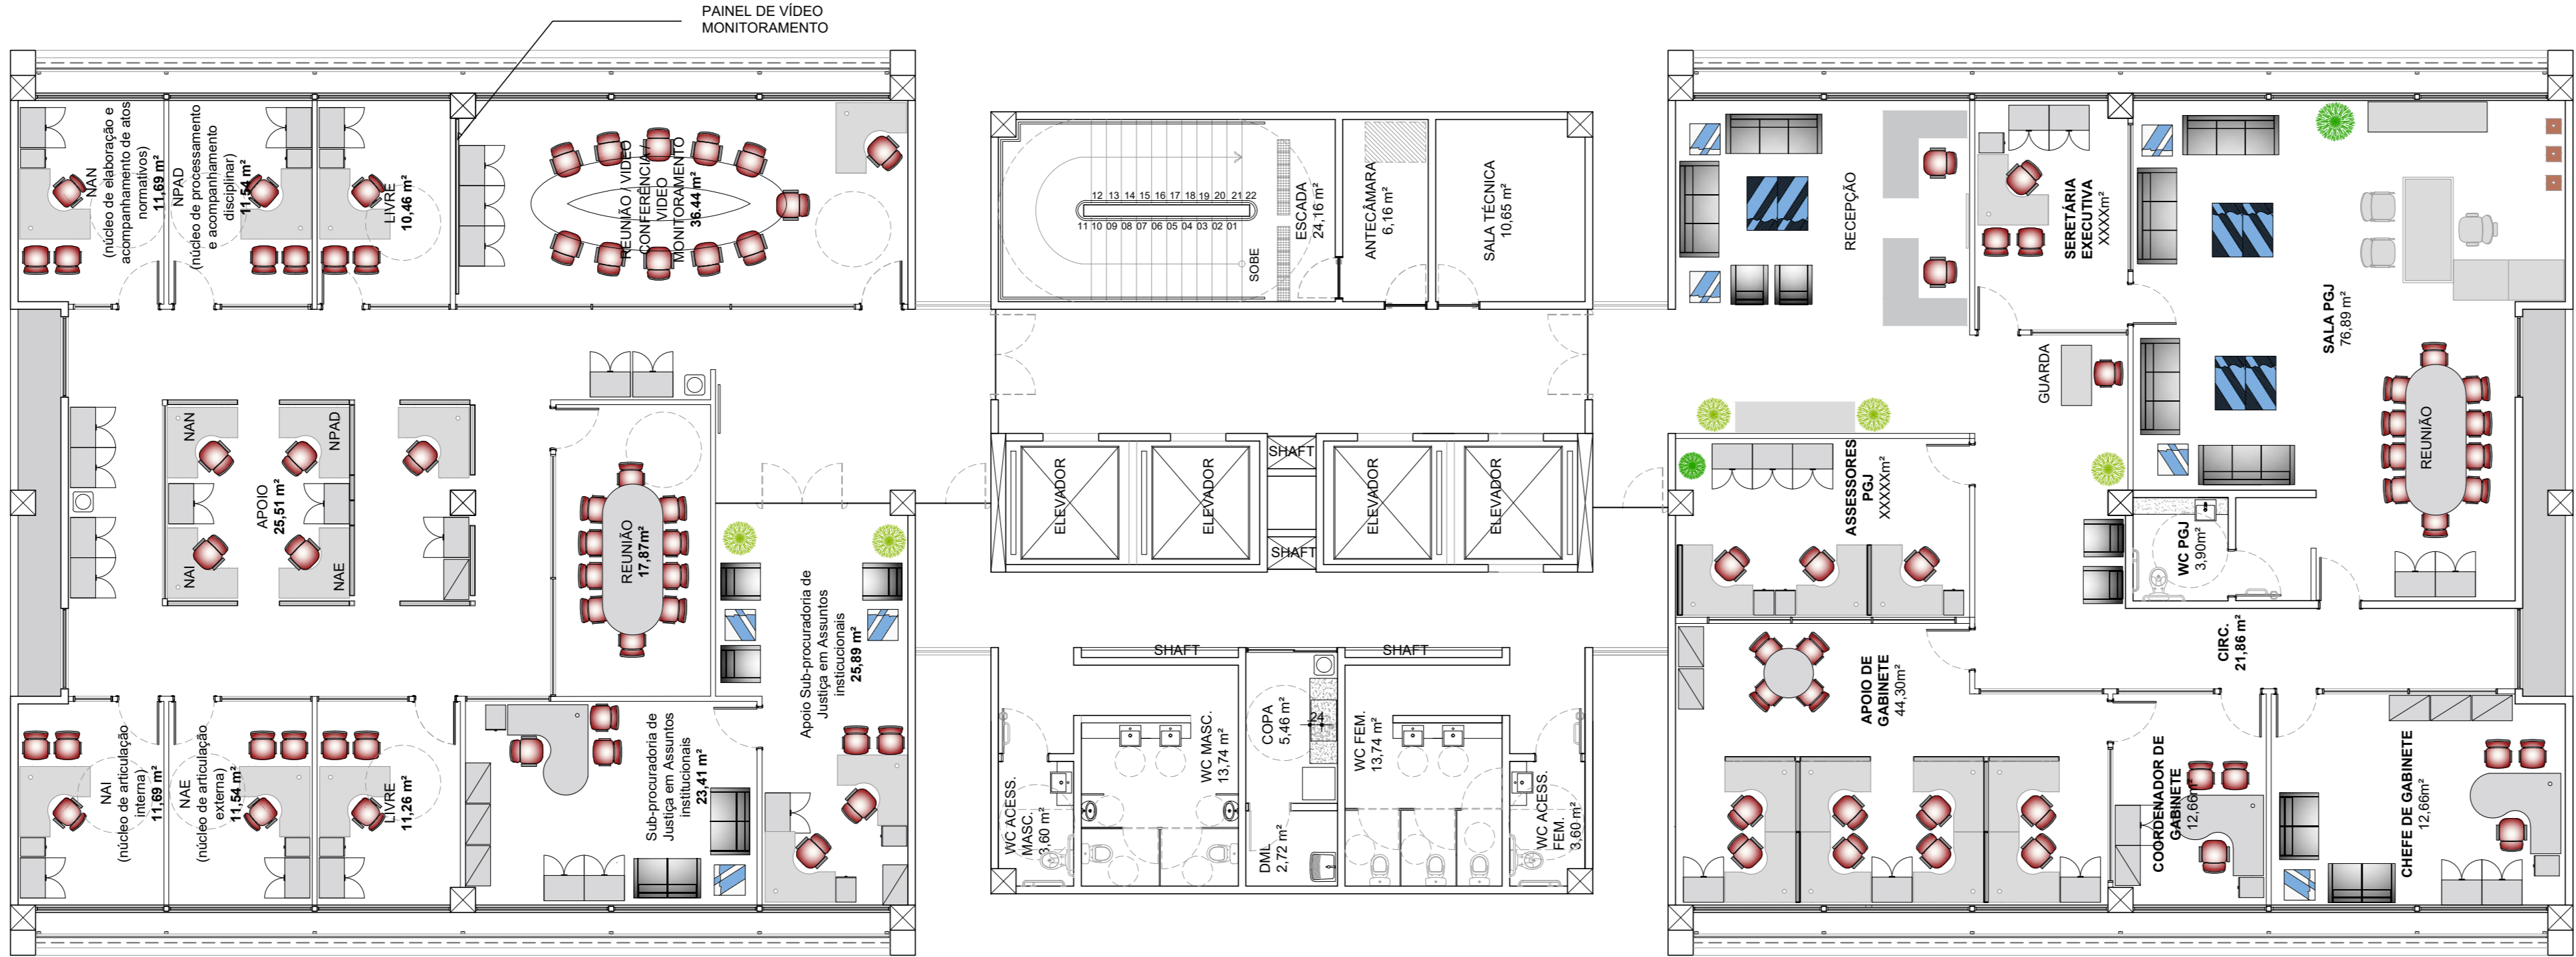 PAINEL DE VÍDEO
MONITORAMENTO
NAN
(núcleo de elaboração e
acompanhamento de atos
normativos)
11,69 m²
NPAD
(núcleo de processamento
e acompanhamento
disciplinar)
11,54 m²
LIVRE
10,46 m²
REUNIÃO / VIDEO
CONFERÊNCIA /
VIDEO
MONITORAMENTO
36.44 m²
12 13 14 15 16 17 18 19 20 21 22
11 10 09 08 07 06 05 04 03 02 01
SOBE
ESCADA
24,16 m²
ANTECÂMARA
6,16 m²
SALA TÉCNICA
10,65 m²
RECEPÇÃO
SERETÁRIA
EXECUTIVA
XXXXm²
SALA PGJ
76,89 m²
GUARDA
REUNIÃO
NAN
NPAD
APOIO
25,51 m²
NAI
NAE
REUNIÃO
17,87m²
ELEVADOR
ELEVADOR
SHAFT
SHAFT
ELEVADOR
ELEVADOR
ASSESSORES
PGJ
XXXXXm²
WC PGJ
3,90m²
CIRC.
21,86 m²
Apoio Sub-procuradoria de
Justiça em Assuntos
insticucionais
25,89 m²
SHAFT
SHAFT
NAI
(núcleo de articulação
interna)
11,69 m²
NAE
(núcleo de articulação
externa)
11,54 m²
LIVRE
11,26 m²
Sub-procuradoria de
Justiça em Assuntos
institucionais
23,41 m²
WC ACESS.
MASC.
3,60 m²
WC MASC.
13,74 m²
COPA
5,46 m²
24
DML
2,72 m²
WC FEM.
13,74 m²
WC ACESS.
FEM.
3,60 m²
APOIO DE
GABINETE
44,30m²
COORDENADOR DE
GABINETE
12,66m²
CHEFE DE GABINETE
12,66m²